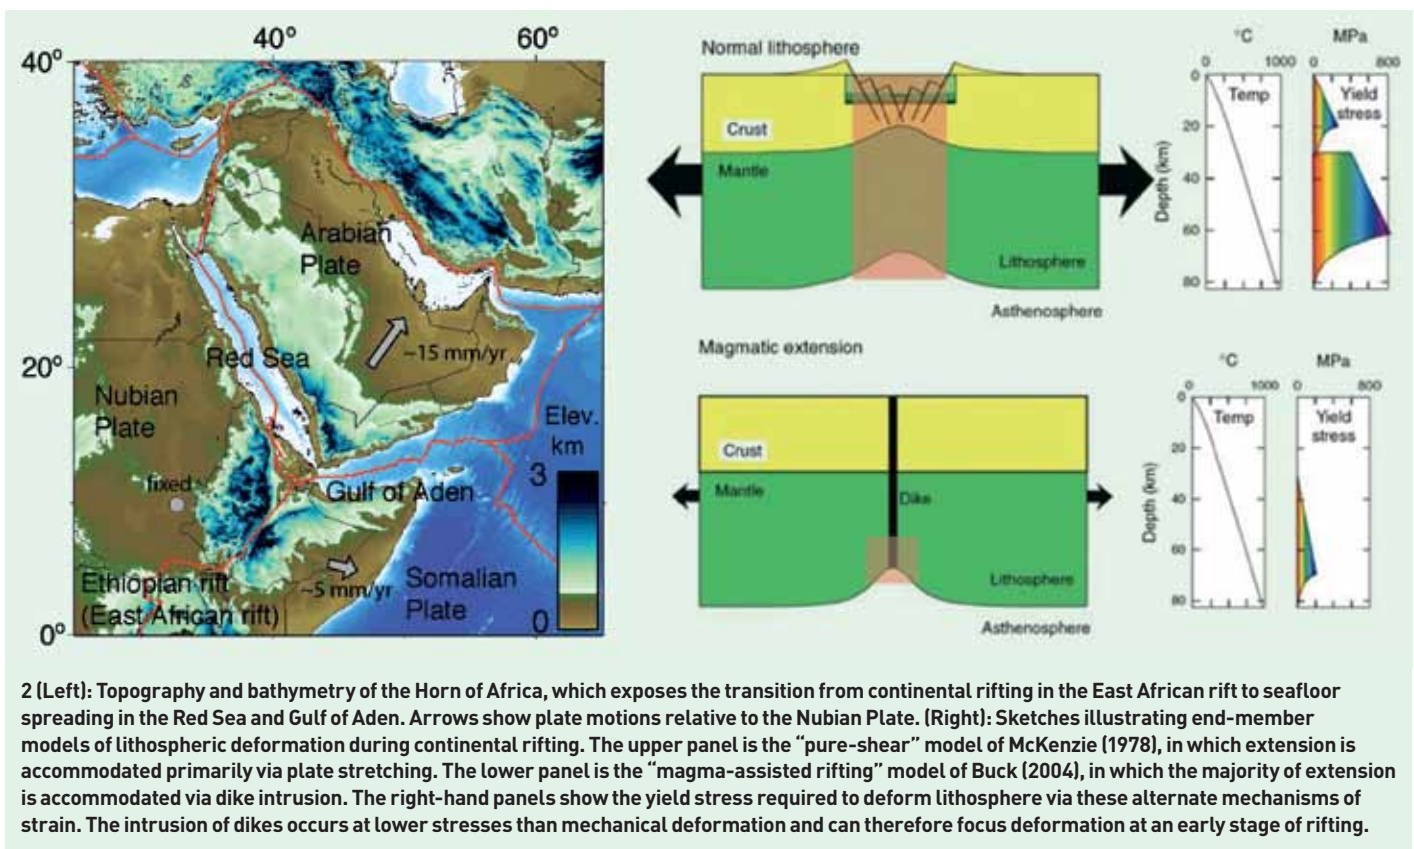 40º
60º
40º
20º
0º
Arabian
Plate
~15 mm/yr
Red Sea
Nubian
Plate
Elev.
km
3
0
fixed
Gulf of Aden
Ethiopian rift
(East African rift)
~5 mm/yr
Somalian
Plate
Normal lithosphere
Crust
Mantle
Lithosphere
Asthenosphere
°C
0 1000
Temp
MPa
0 800
Yield
stress
Depth (km)
0
20
40
60
80
Magmatic extension
Crust
Mantle
Dike
Lithosphere
Asthenosphere
°C
0 1000
Temp
MPa
0 800
Yield
stress
Depth (km)
0
20
40
60
80
2 (Left): Topography and bathymetry of the Horn of Africa, which exposes the transition from continental rifting in the East African rift to seafloor
spreading in the Red Sea and Gulf of Aden. Arrows show plate motions relative to the Nubian Plate. (Right): Sketches illustrating end-member
models of lithospheric deformation during continental rifting. The upper panel is the “pure-shear” model of McKenzie (1978), in which extension is
accommodated primarily via plate stretching. The lower panel is the “magma-assisted rifting” model of Buck (2004), in which the majority of extension
is accommodated via dike intrusion. The right-hand panels show the yield stress required to deform lithosphere via these alternate mechanisms of
strain. The intrusion of dikes occurs at lower stresses than mechanical deformation and can therefore focus deformation at an early stage of rifting.